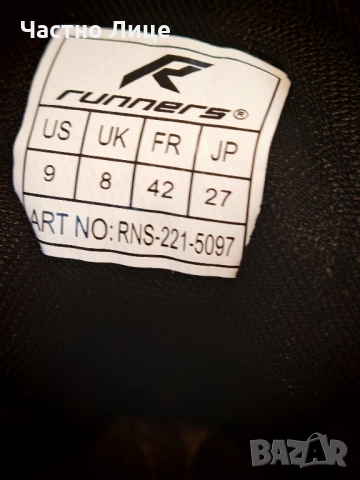 Частно Лице
runners®
US UK FR JP
9 8 42 27
ART NO: RNS-221-5097
BAZAR